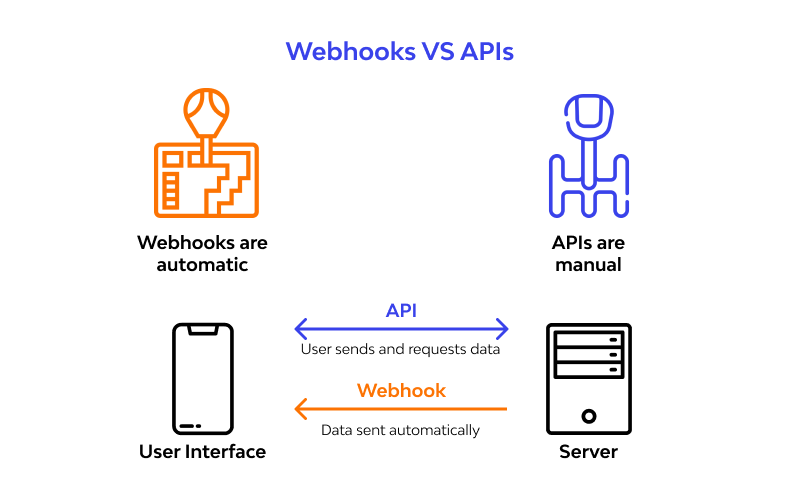 Webhooks VS APIs
Webhooks are
automatic
APIs are
manual
API
User sends and requests data
Webhook
Data sent automatically
User Interface
Server